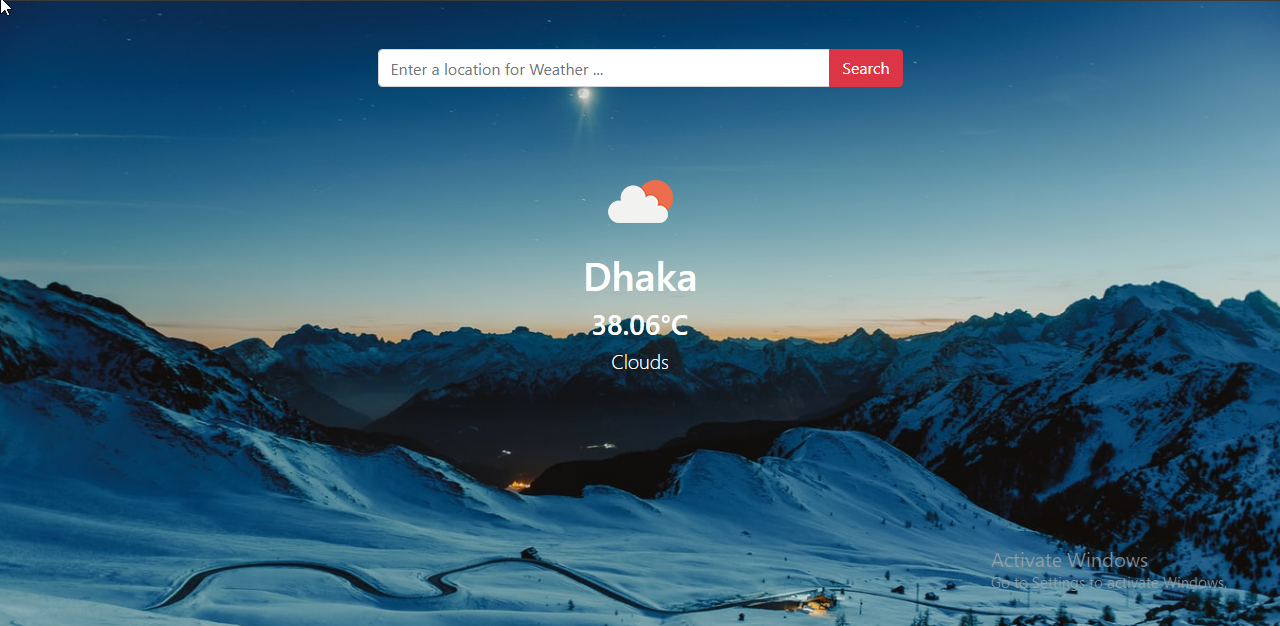 Enter a location for Weather ...
Search
Dhaka
38.06°C
Clouds
Activate Windows
Go to Settings to activate Windows.